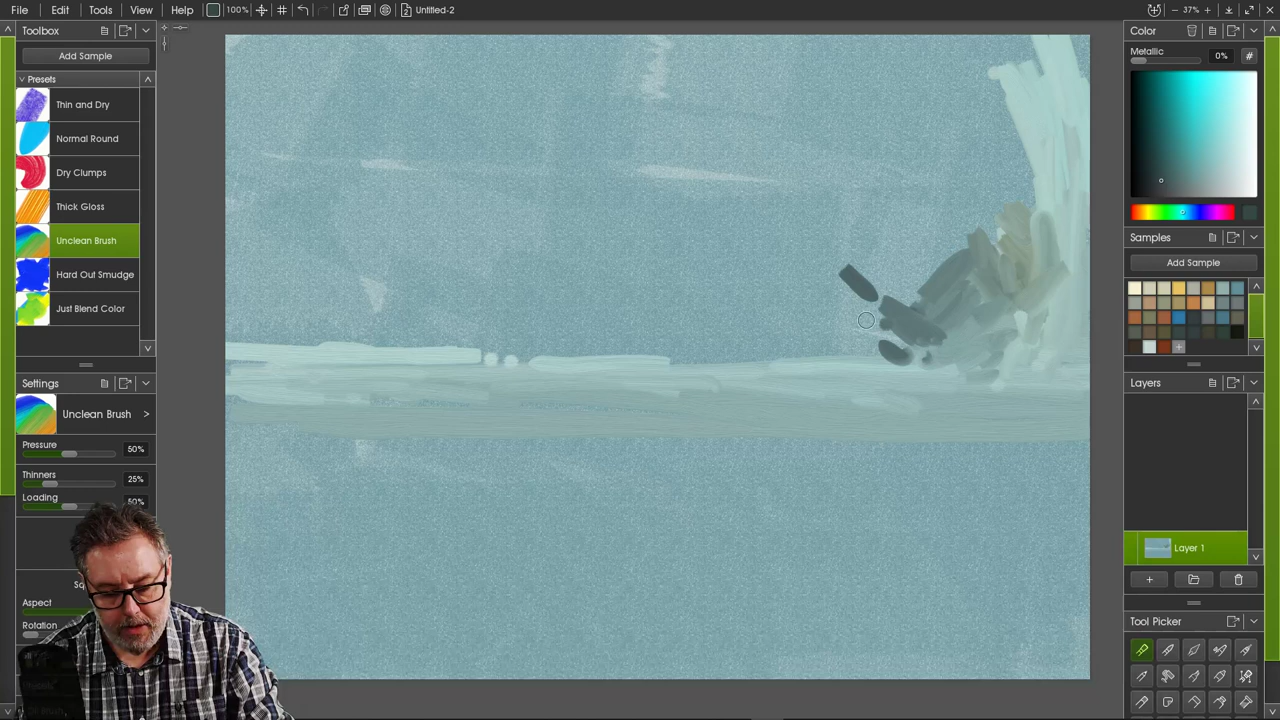 File Edit Tools View Help 100% Untitled-2 37%
Toolbox
Add Sample
Presets
Thin and Dry
Normal Round
Dry Clumps
Thick Gloss
Unclean Brush
Hard Out Smudge
Just Blend Color
Settings
Unclean Brush >
Pressure 50%
Thinners 25%
Loading 50%
Aspect
Rotation
Color
Metallic 0% #
Samples
Add Sample
Layers
Layer 1
Tool Picker